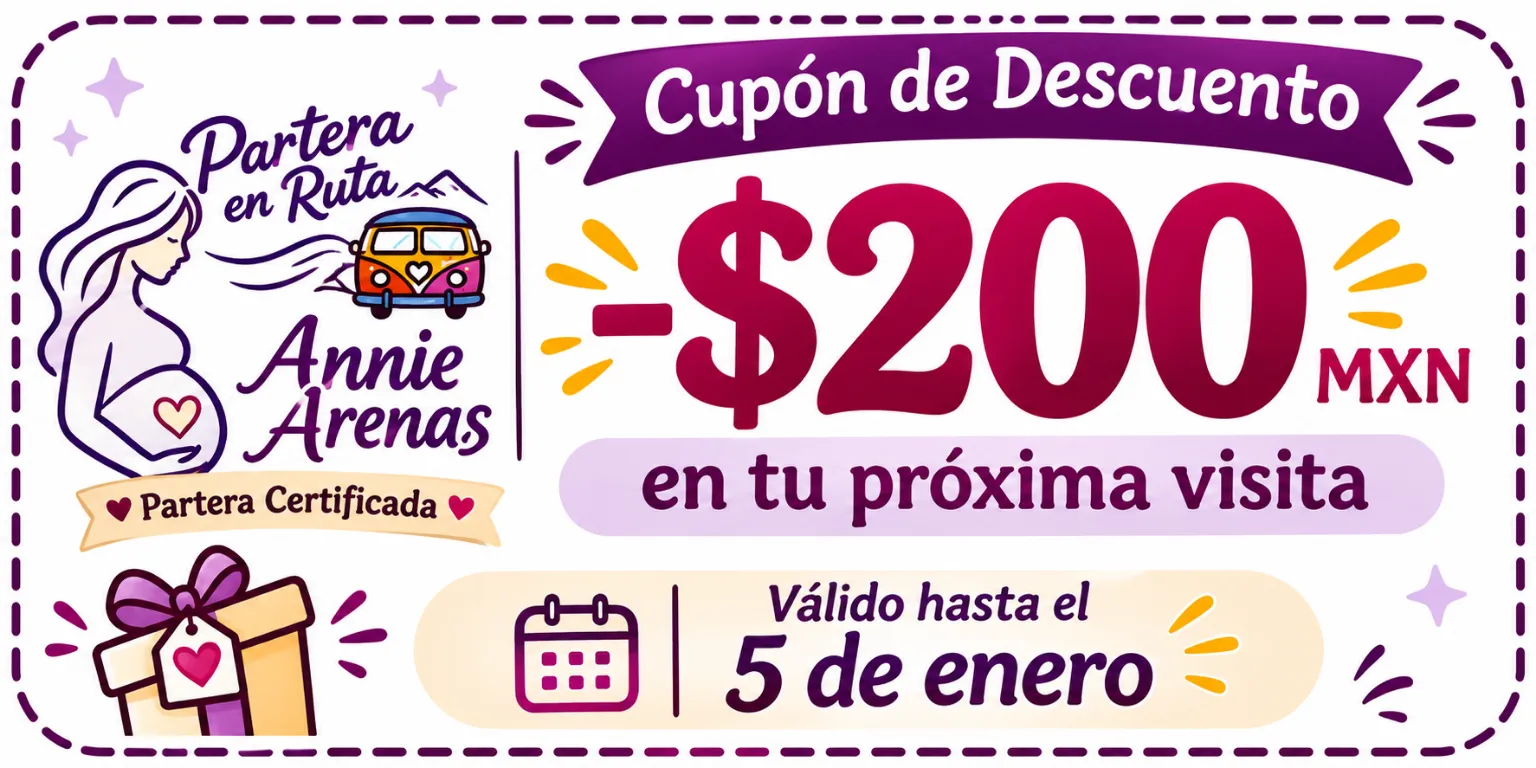 Partera
en Ruta
Annie
Arenas
Partera Certificada
Cupón de Descuento
-$200 MXN
en tu próxima visita
Válido hasta el
5 de enero